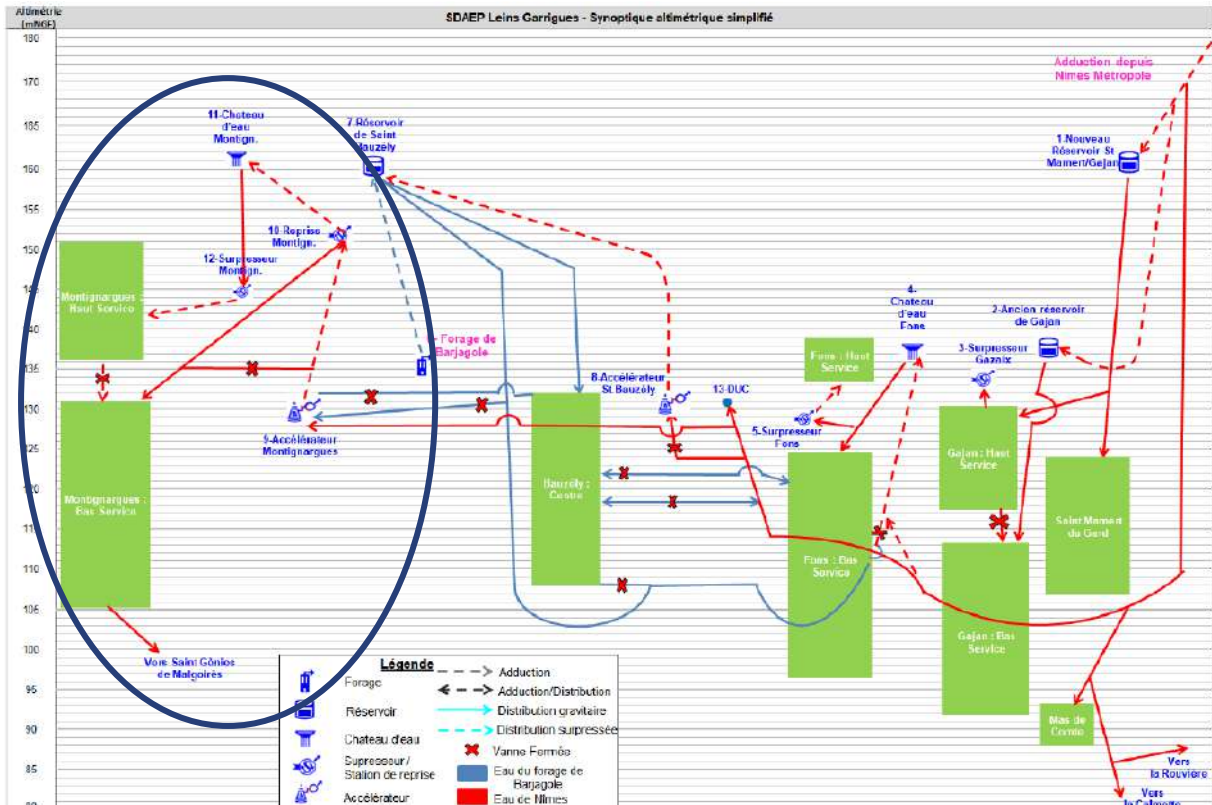 Altimétrie
(mNGF)
SDAEP Leins Garrigues - Synoptique altimétrique simplifié
180
170
165
160
155
150
145
140
135
130
125
120
115
110
105
100
95
90
85
Adduction depuis
Nimes Metropole
11-Chateau
d'eau
Montign.
7-Réservoir
de Saint
Bauzély
1-Nouveau
Réservoir St
Mamert/Gajan
10-Reprise
Montign.
12-Surpresseur
Montign.
Montignargues :
Haut Service
4-
Chateau
d'eau
Fons
2-Ancien réservoir
de Gajan
6- Forage de
Barjagole
Fons : Haut
Service
3-Surpresseur
Gazaix
8-Accélérateur
St Bauzély
13-DUC
9-Accélérateur
Montignargues
5-Surpresseur
Fons
Gajan : Haut
Service
Montignargues :
Bas Service
Bauzély :
Centre
Saint Mamert
du Gard
Fons : Bas
Service
Gajan : Bas
Service
Vers Saint Génies
de Malgoirès
Mas de
Comte
Vers
la Rouvière
Vers
la Calmette
Légende
Forage
Adduction
Adduction/Distribution
Réservoir
Distribution gravitaire
Distribution surpressée
Chateau d'eau
Vanne Fermée
Supresseur /
Station de reprise
Eau du forage de
Barjagole
Accélérateur
Eau de Nîmes